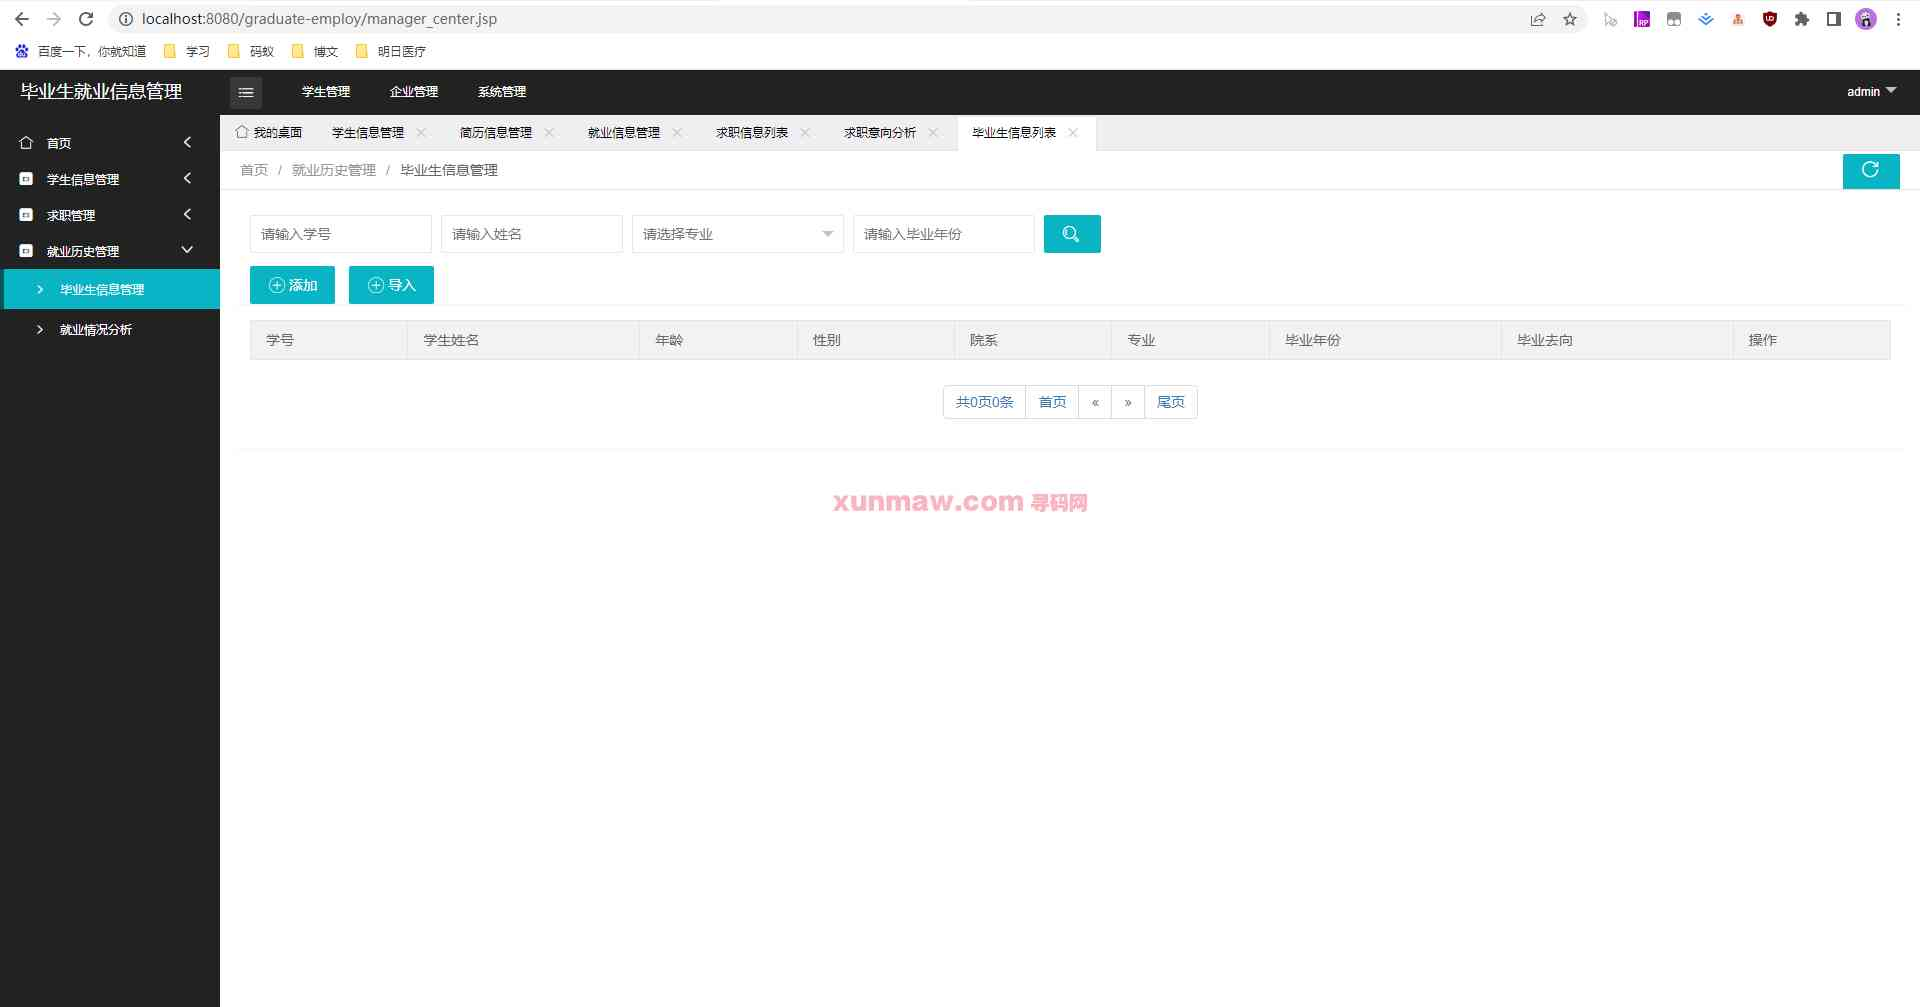 localhost:8080/graduate-employ/manager_center.jsp
百度一下，你就知道 学习 码蚁 博文 明日医疗
毕业生就业信息管理 学生管理 企业管理 系统管理 admin
我的桌面 学生信息管理 简历信息管理 就业信息管理 求职信息列表 求职意向分析 毕业生信息列表
首页 / 就业历史管理 / 毕业生信息管理
首页
学生信息管理
求职管理
就业历史管理
毕业生信息管理
就业情况分析
请输入学号 请输入姓名 请选择专业 请输入毕业年份
添加 导入
学号 学生姓名 年龄 性别 院系 专业 毕业年份 毕业去向 操作
共0页0条 首页 « » 尾页
xunmaw.com 寻码网